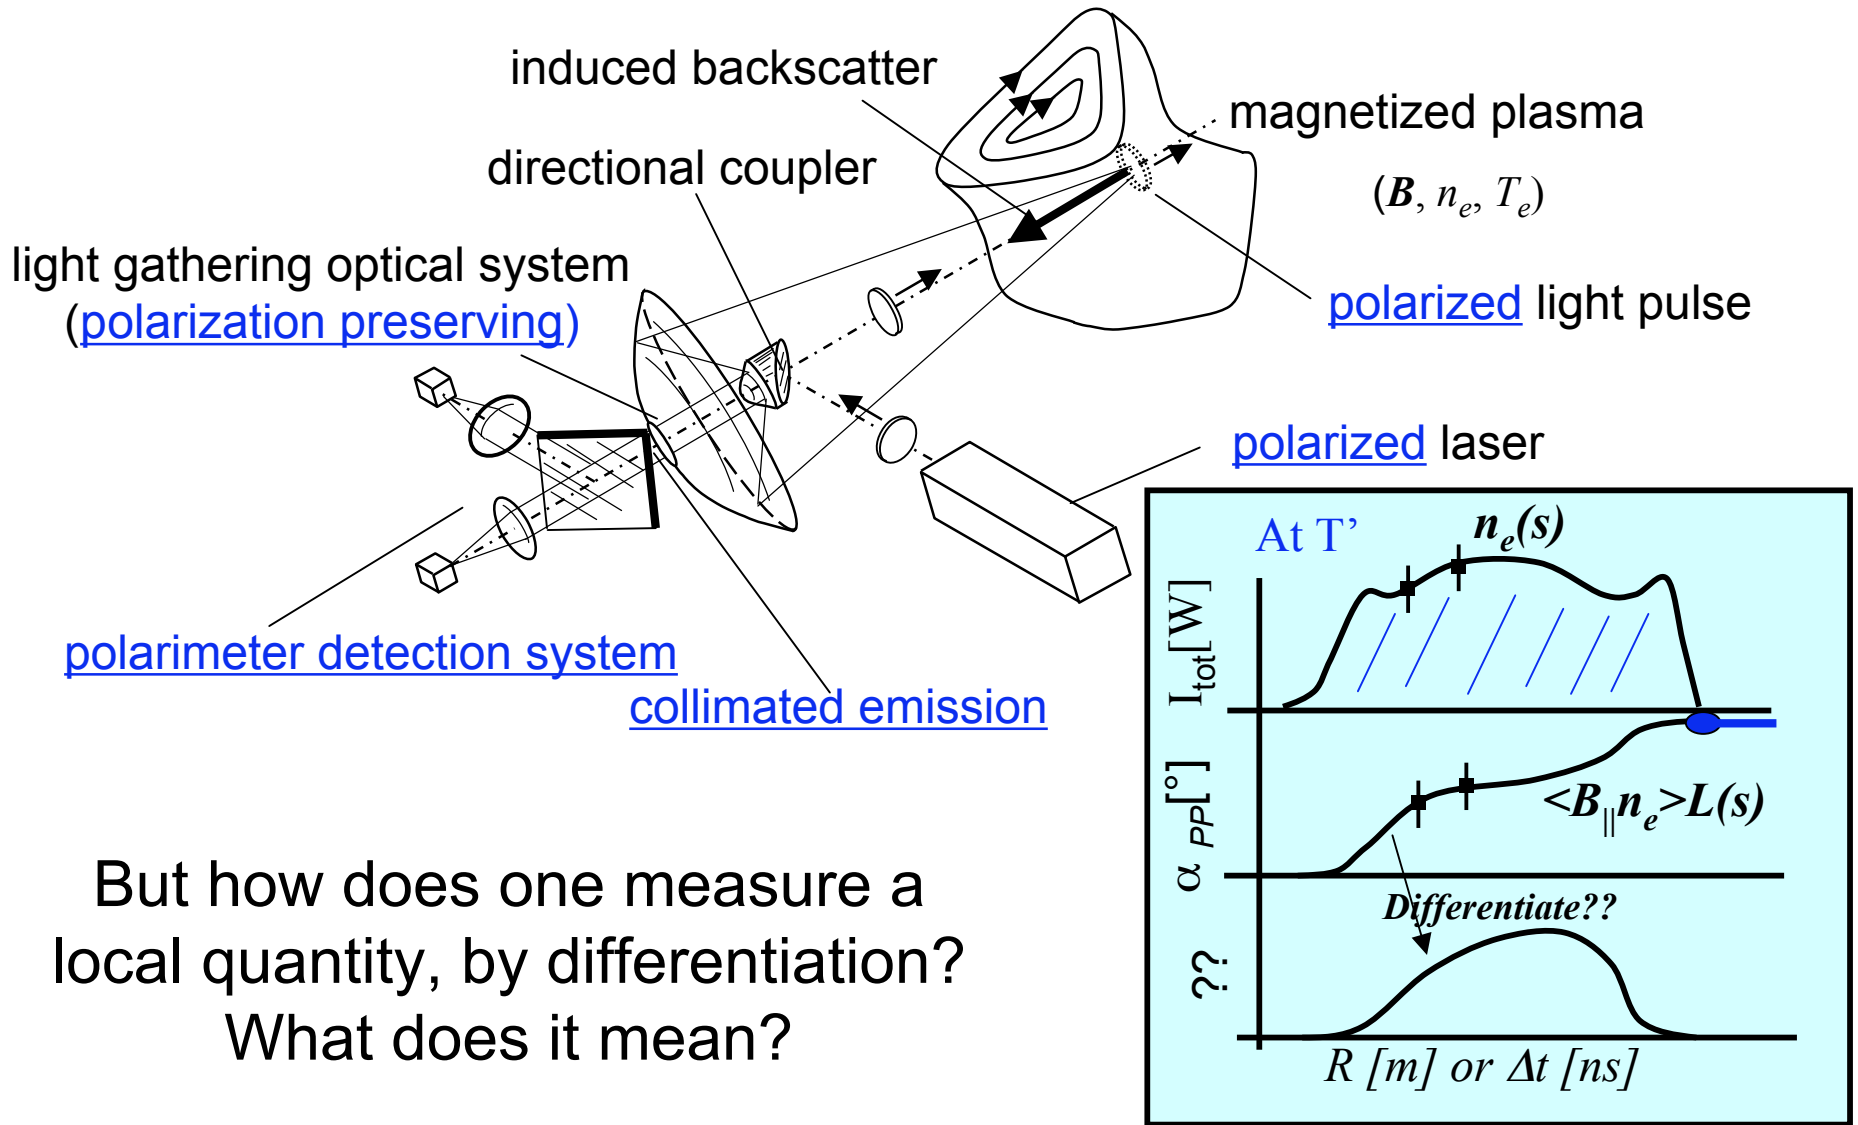 induced backscatter
magnetized plasma
(B, ne, Te)
directional coupler
light gathering optical system
(polarization preserving)
polarized light pulse
polarized laser
polarimeter detection system
collimated emission
But how does one measure a
local quantity, by differentiation?
What does it mean?
At T’
ne(s)
Itot[W]
α PP[°]
<B||ne>L(s)
Differentiate??
??
R [m] or Δt [ns]